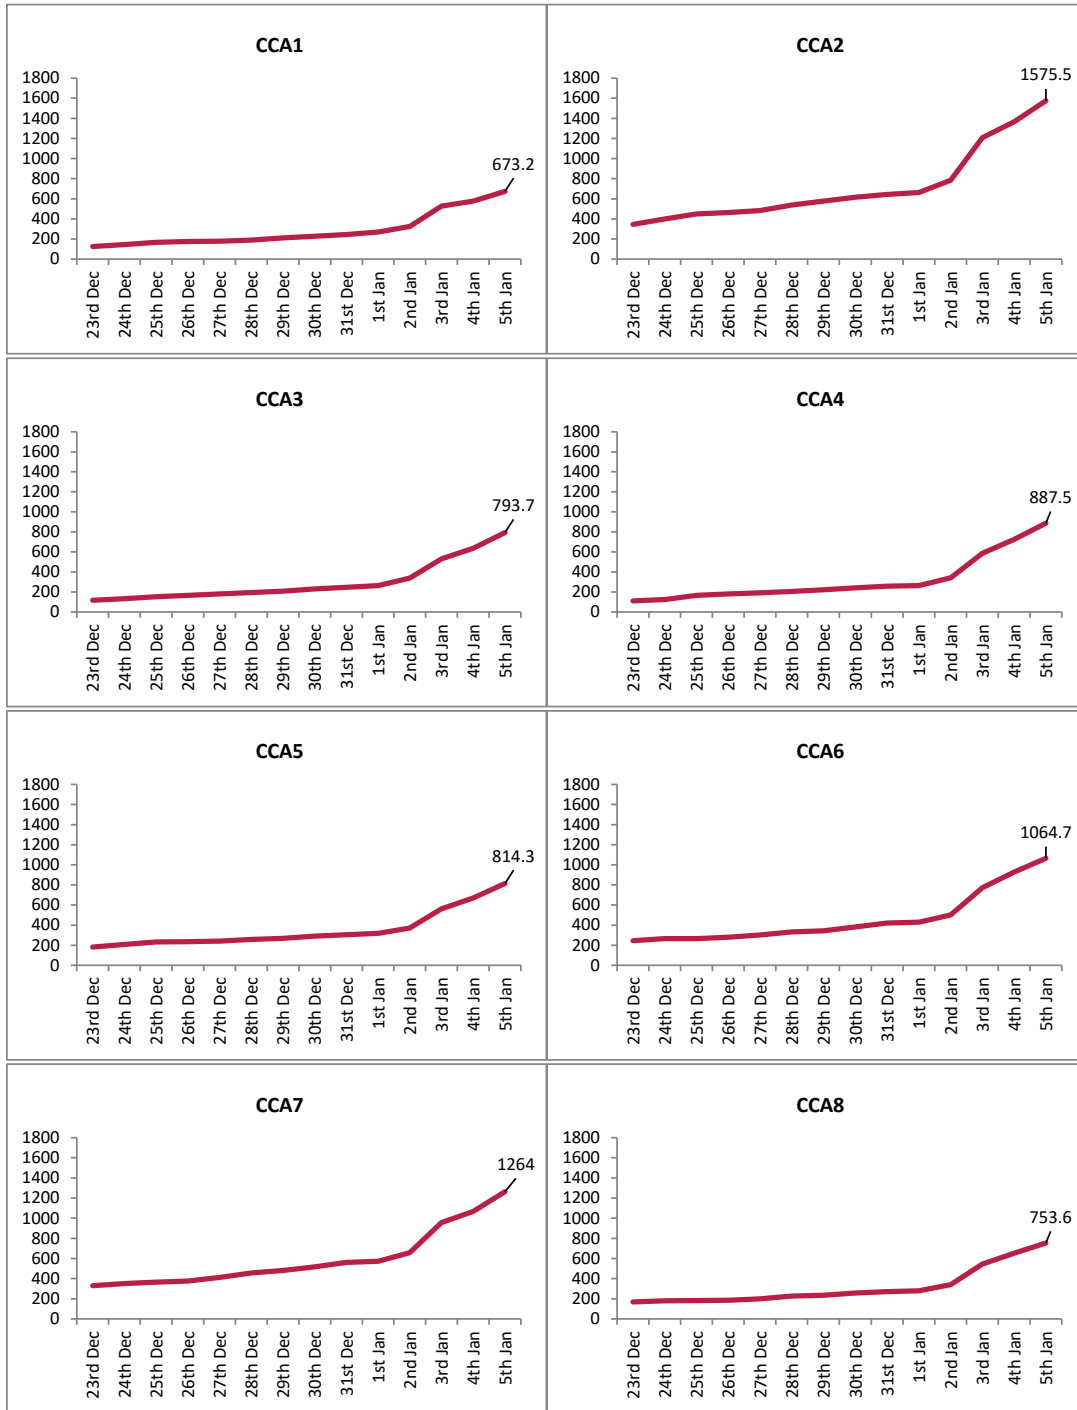 CCA1
1800
1600
1400
1200
1000
800
600
400
200
0
673.2
23rd Dec
24th Dec
25th Dec
26th Dec
27th Dec
28th Dec
29th Dec
30th Dec
31st Dec
1st Jan
2nd Jan
3rd Jan
4th Jan
5th Jan
CCA2
1800
1600
1400
1200
1000
800
600
400
200
0
1575.5
23rd Dec
24th Dec
25th Dec
26th Dec
27th Dec
28th Dec
29th Dec
30th Dec
31st Dec
1st Jan
2nd Jan
3rd Jan
4th Jan
5th Jan
CCA3
1800
1600
1400
1200
1000
800
600
400
200
0
793.7
23rd Dec
24th Dec
25th Dec
26th Dec
27th Dec
28th Dec
29th Dec
30th Dec
31st Dec
1st Jan
2nd Jan
3rd Jan
4th Jan
5th Jan
CCA4
1800
1600
1400
1200
1000
800
600
400
200
0
887.5
23rd Dec
24th Dec
25th Dec
26th Dec
27th Dec
28th Dec
29th Dec
30th Dec
31st Dec
1st Jan
2nd Jan
3rd Jan
4th Jan
5th Jan
CCA5
1800
1600
1400
1200
1000
800
600
400
200
0
814.3
23rd Dec
24th Dec
25th Dec
26th Dec
27th Dec
28th Dec
29th Dec
30th Dec
31st Dec
1st Jan
2nd Jan
3rd Jan
4th Jan
5th Jan
CCA6
1800
1600
1400
1200
1000
800
600
400
200
0
1064.7
23rd Dec
24th Dec
25th Dec
26th Dec
27th Dec
28th Dec
29th Dec
30th Dec
31st Dec
1st Jan
2nd Jan
3rd Jan
4th Jan
5th Jan
CCA7
1800
1600
1400
1200
1000
800
600
400
200
0
1264
23rd Dec
24th Dec
25th Dec
26th Dec
27th Dec
28th Dec
29th Dec
30th Dec
31st Dec
1st Jan
2nd Jan
3rd Jan
4th Jan
5th Jan
CCA8
1800
1600
1400
1200
1000
800
600
400
200
0
753.6
23rd Dec
24th Dec
25th Dec
26th Dec
27th Dec
28th Dec
29th Dec
30th Dec
31st Dec
1st Jan
2nd Jan
3rd Jan
4th Jan
5th Jan